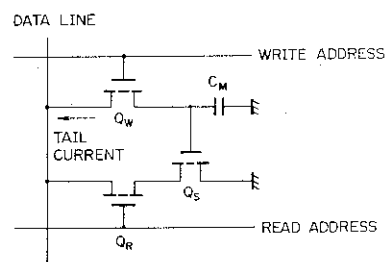 DATA LINE
WRITE ADDRESS
C_M
Q_W
TAIL
CURRENT
Q_S
READ ADDRESS
Q_R